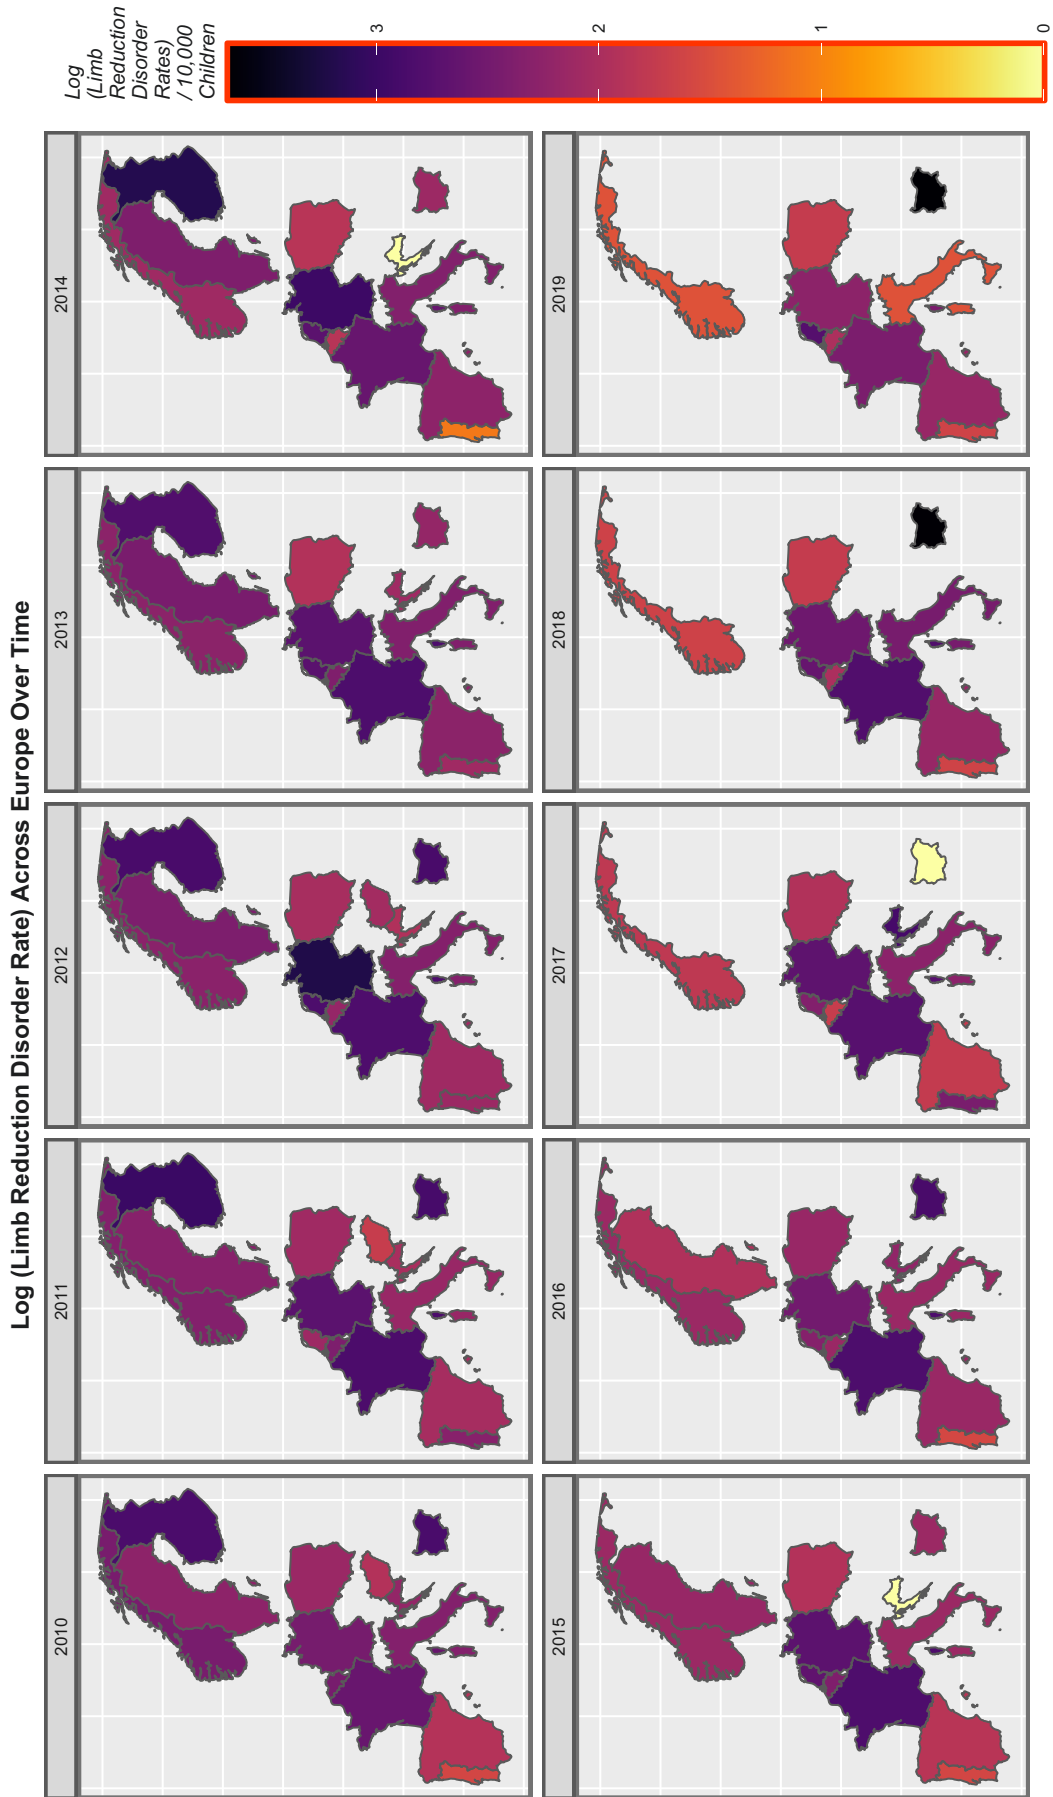 Log (Limb Reduction Disorder Rate) Across Europe Over Time
2010
2011
2012
2013
2014
2015
2016
2017
2018
2019
Log
(Limb
Reduction
Disorder
Rates)
/ 10,000
Children
3
2
1
0